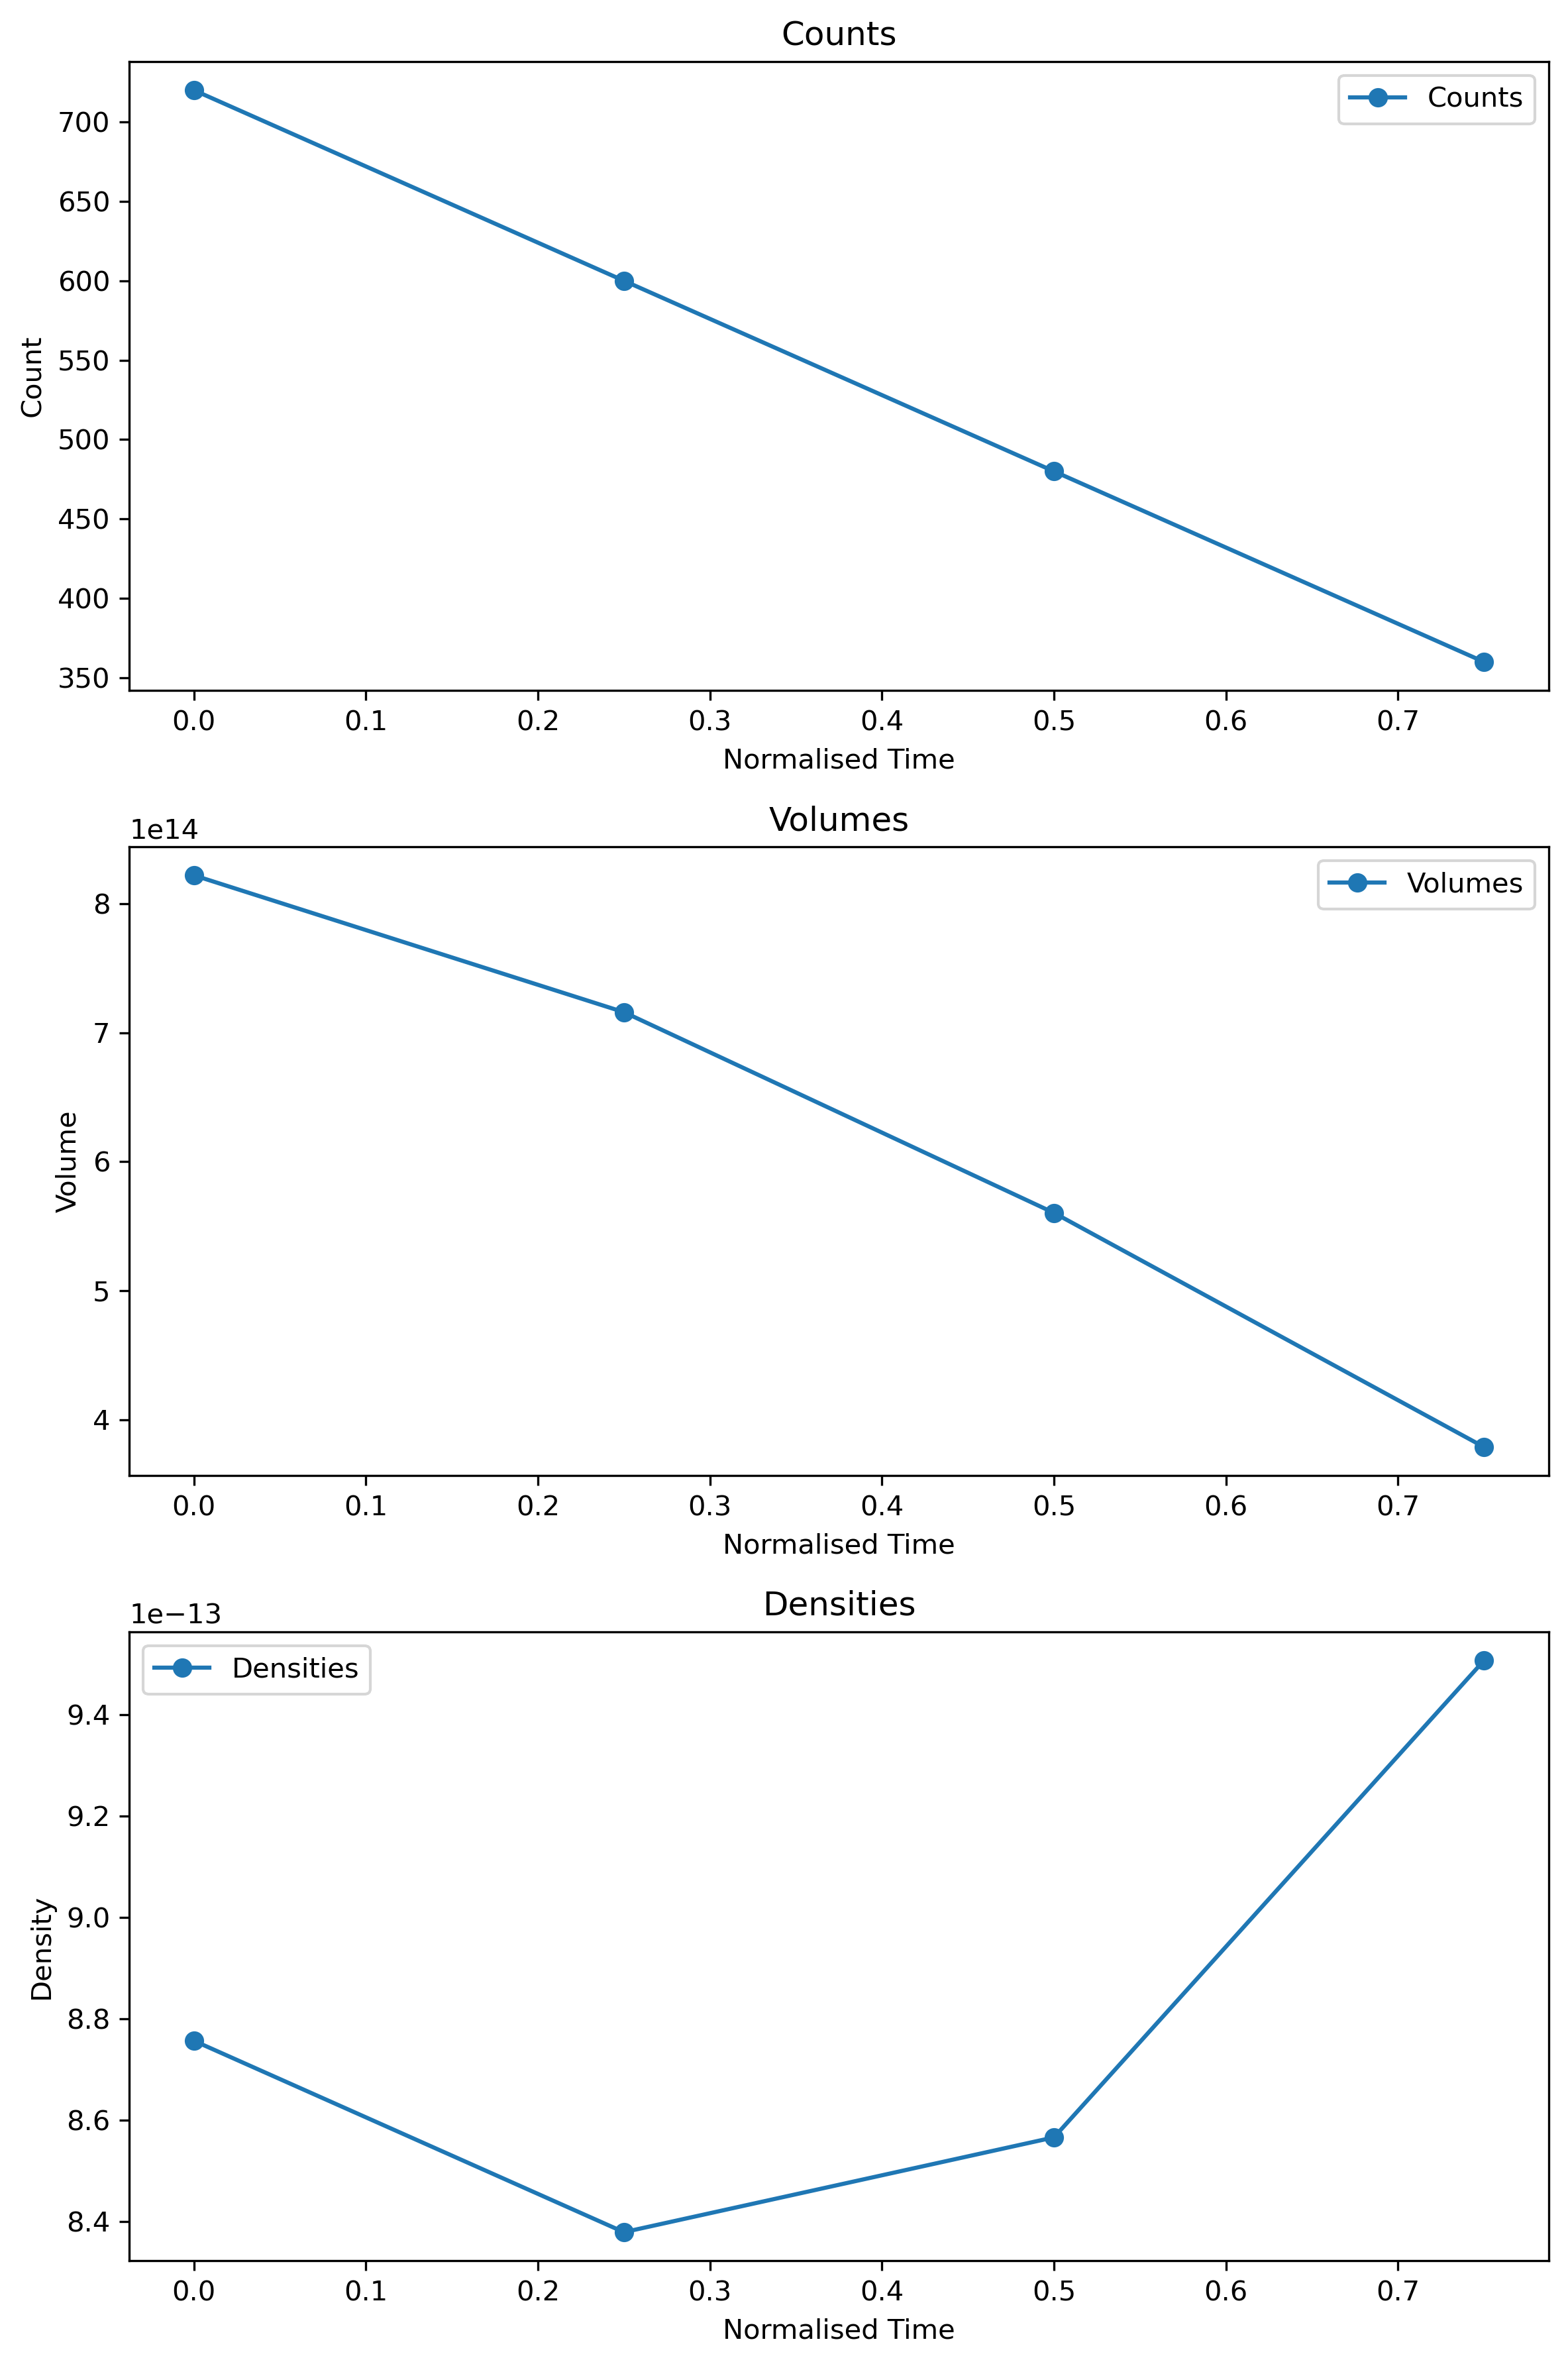 Counts
Counts
700
650
600
550
500
450
400
350
Count
0.0 0.1 0.2 0.3 0.4 0.5 0.6 0.7
Normalised Time
Volumes
1e14
Volumes
8
7
6
5
4
Volume
0.0 0.1 0.2 0.3 0.4 0.5 0.6 0.7
Normalised Time
Densities
1e−13
Densities
9.4
9.2
9.0
8.8
8.6
8.4
Density
0.0 0.1 0.2 0.3 0.4 0.5 0.6 0.7
Normalised Time